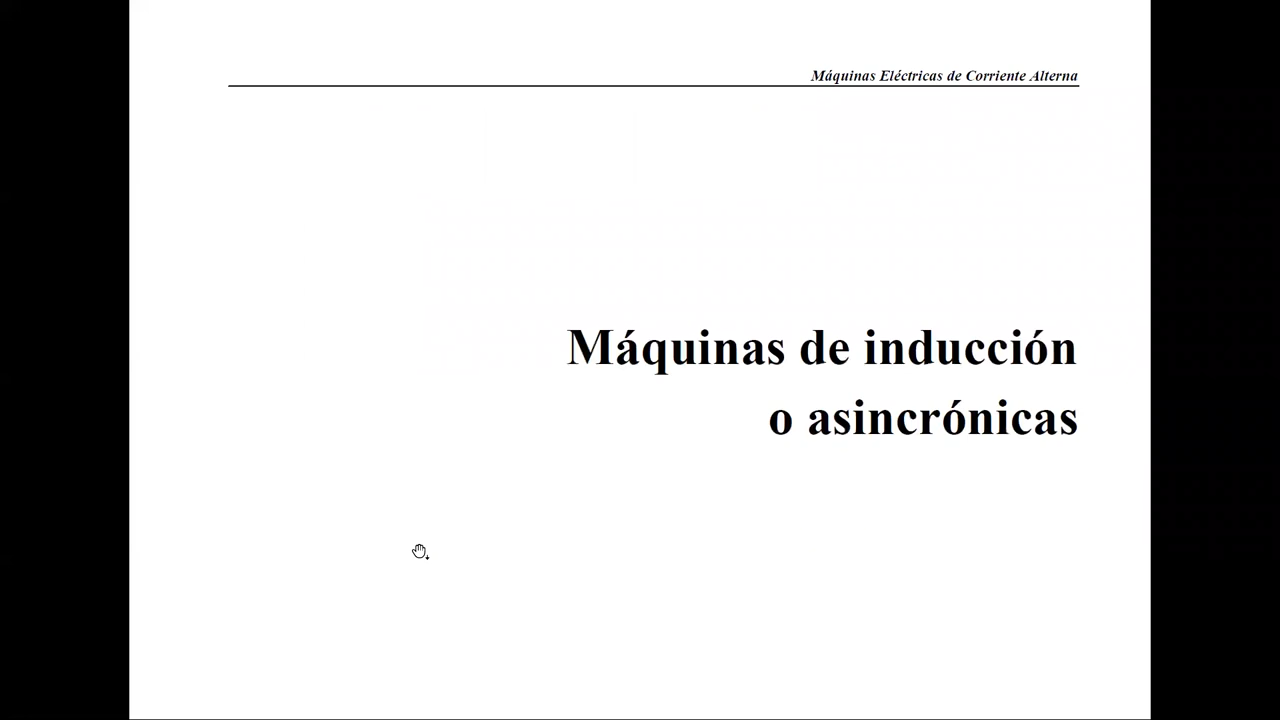 Máquinas Eléctricas de Corriente Alterna
Máquinas de inducción
o asincrónicas